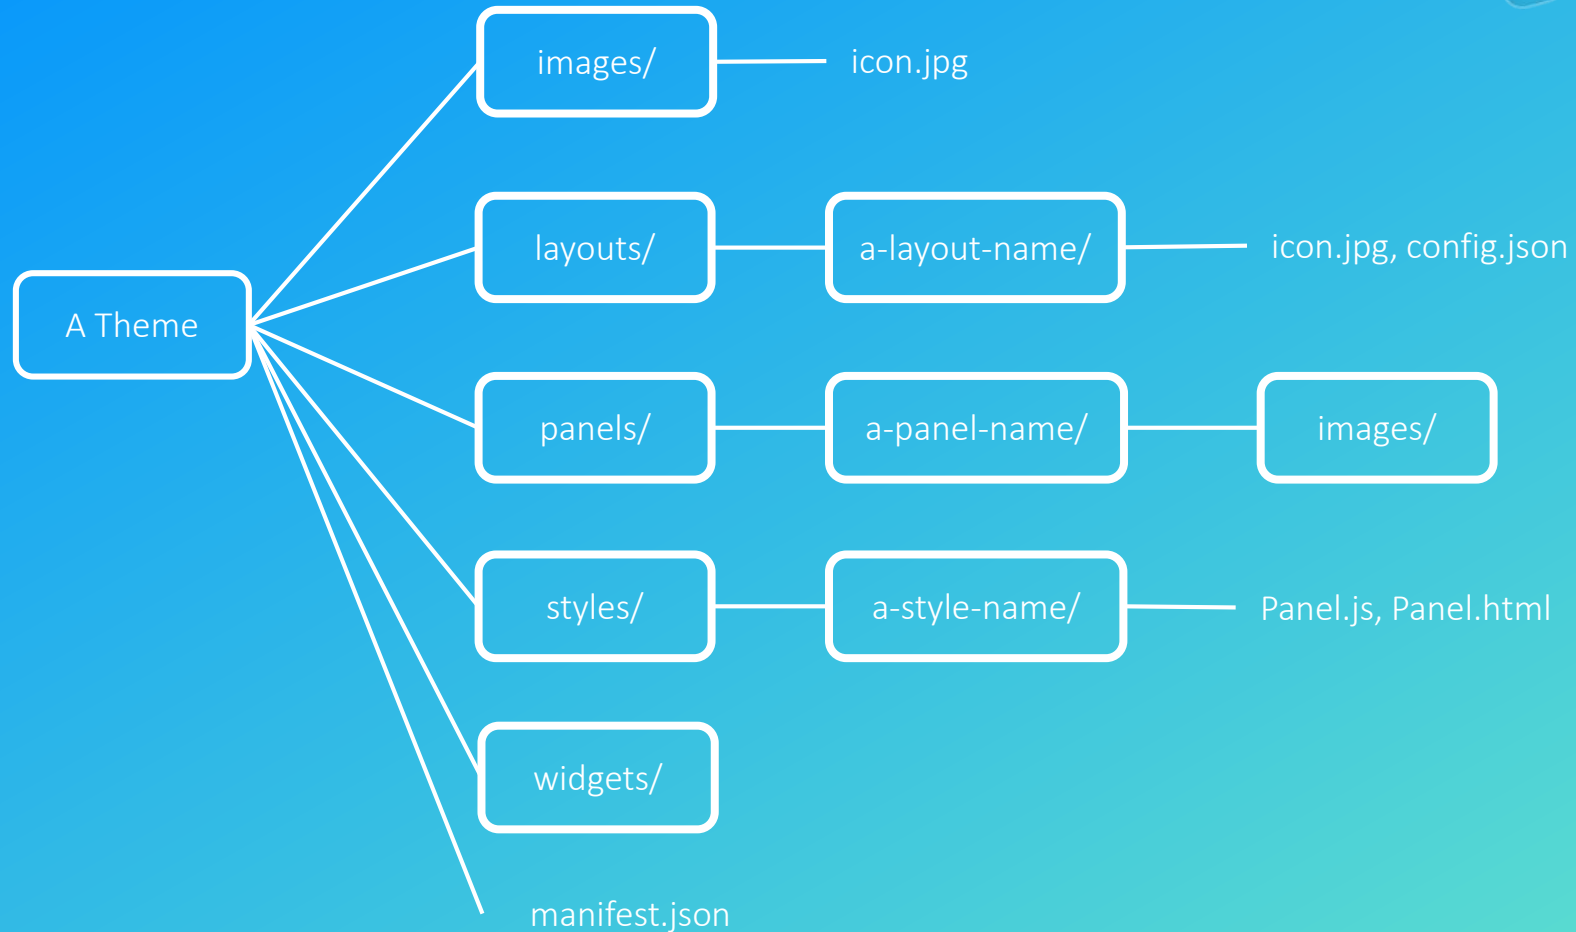 images/
icon.jpg
layouts/
a-layout-name/
icon.jpg, config.json
A Theme
panels/
a-panel-name/
images/
styles/
a-style-name/
Panel.js, Panel.html
widgets/
manifest.json